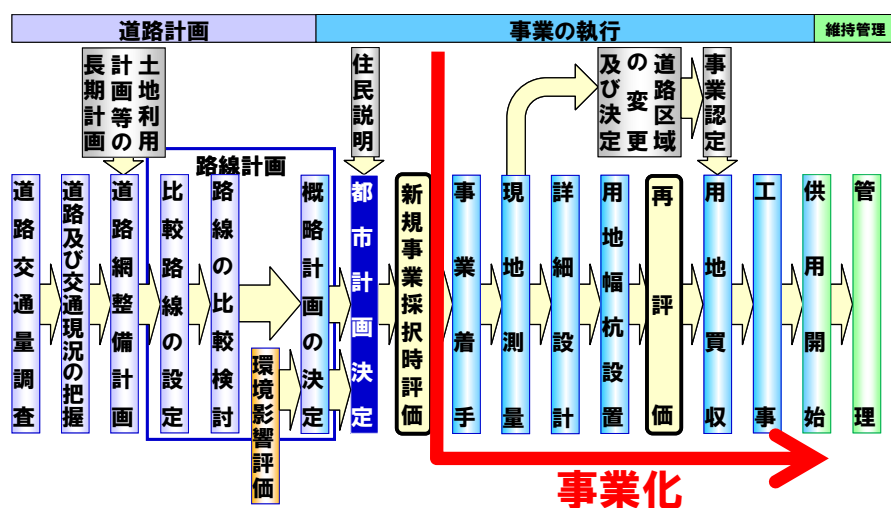 道路計画
事業の執行
維持管理
土地利用
計画等の
長期計画
住民説明
道路区域
の変更
及び決定
事業認定
路線計画
道路交通量調査
道路及び交通現況の把握
道路網整備計画
比較路線の設定
路線の比較検討
環境影響評価
概略計画の決定
都市計画決定
新規事業採択時評価
事業着手
現地測量
詳細設計
用地幅杭設置
再評価
用地買収
工事
供用開始
管理
事業化